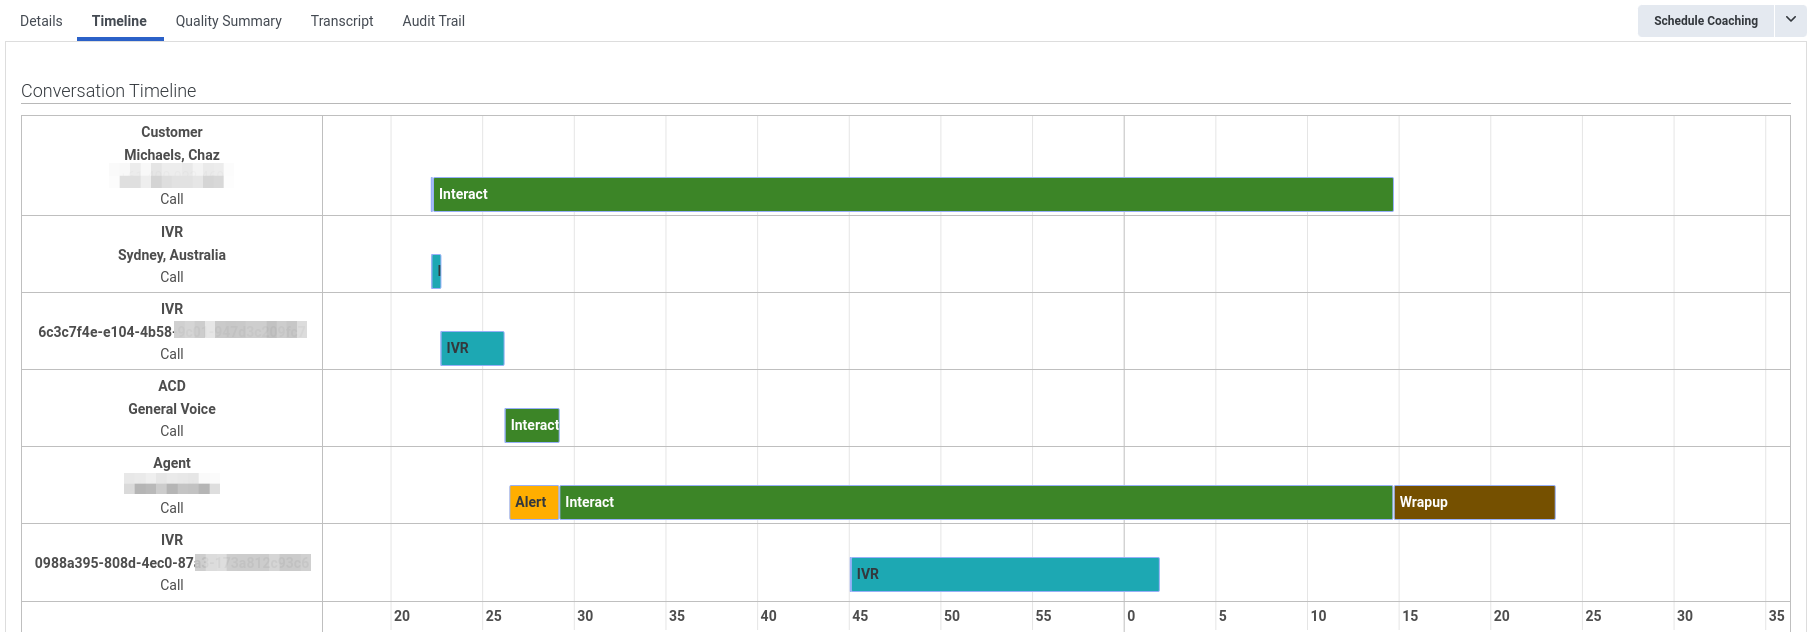 Details
Timeline
Quality Summary
Transcript
Audit Trail
Schedule Coaching
Conversation Timeline
Customer
Michaels, Chaz
Call
Interact
IVR
Sydney, Australia
Call
IVR
6c3c7f4e-e104-4b58-
Call
IVR
ACD
General Voice
Call
Interact
Agent
Call
Alert
Interact
Wrapup
IVR
0988a395-808d-4ec0-87
Call
IVR
20 25 30 35 40 45 50 55 0 5 10 15 20 25 30 35